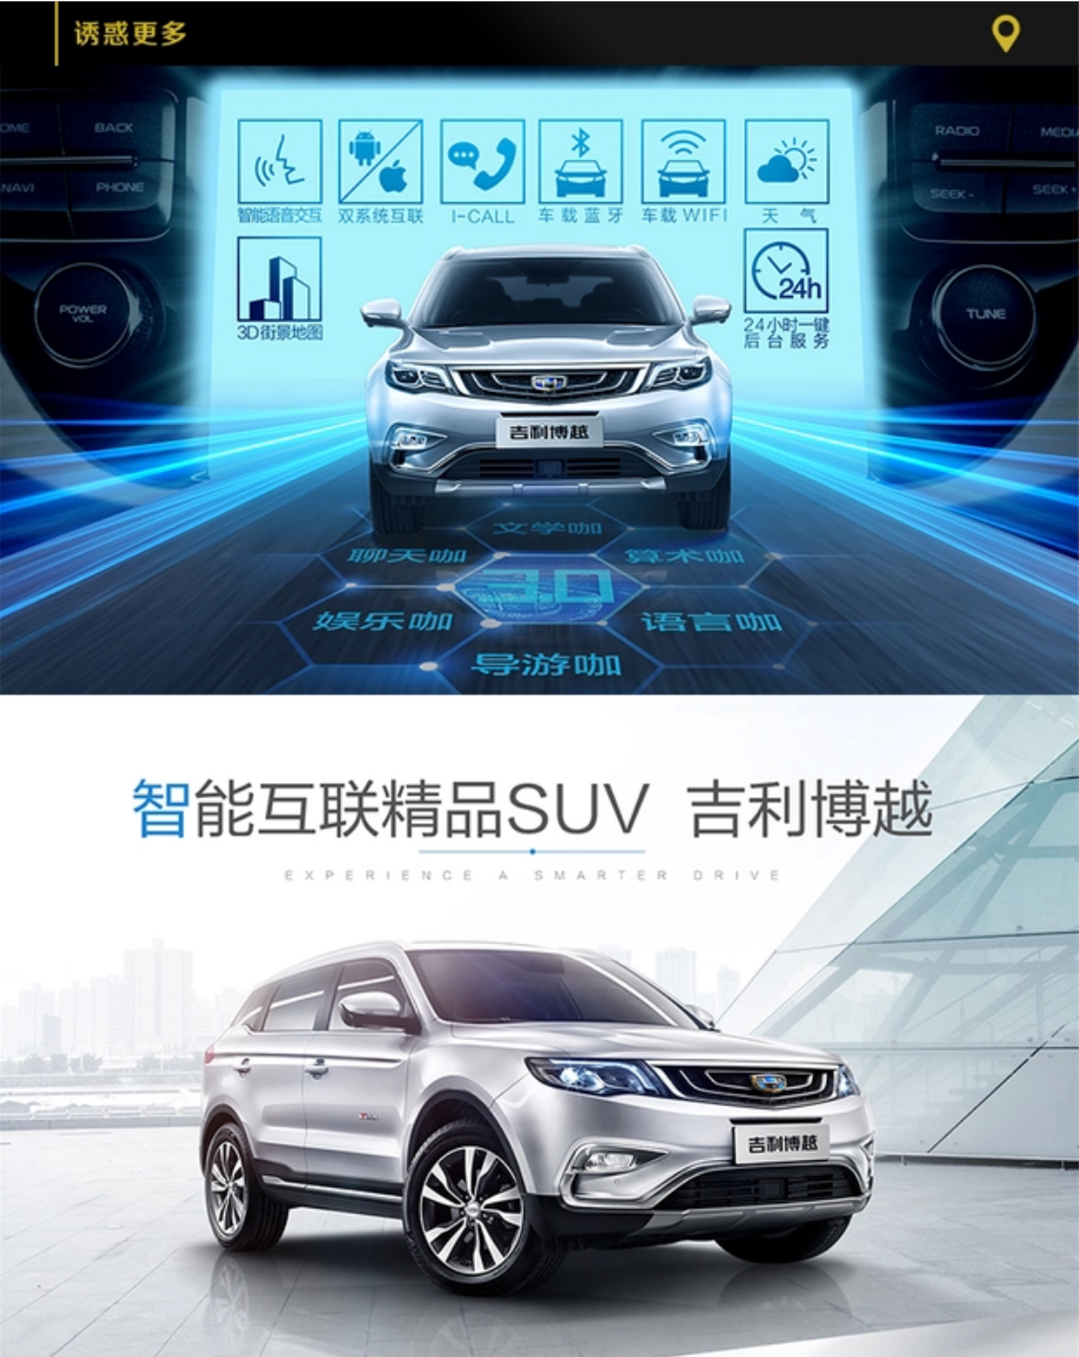 诱惑更多
OME BACK
NAVI PHONE
POWER
VOL
RADIO MEDI
SEEK - SEEK +
TUNE
智能语音交互 双系统互联 I-CALL 车载蓝牙 车载WIFI 天气
24h
3D街景地图
24小时一键
后台服务
吉利博越
文学咖
聊天咖 算术咖
3.0
娱乐咖 语言咖
导游咖
智能互联精品SUV 吉利博越
EXPERIENCE A SMARTER DRIVE
吉利博越